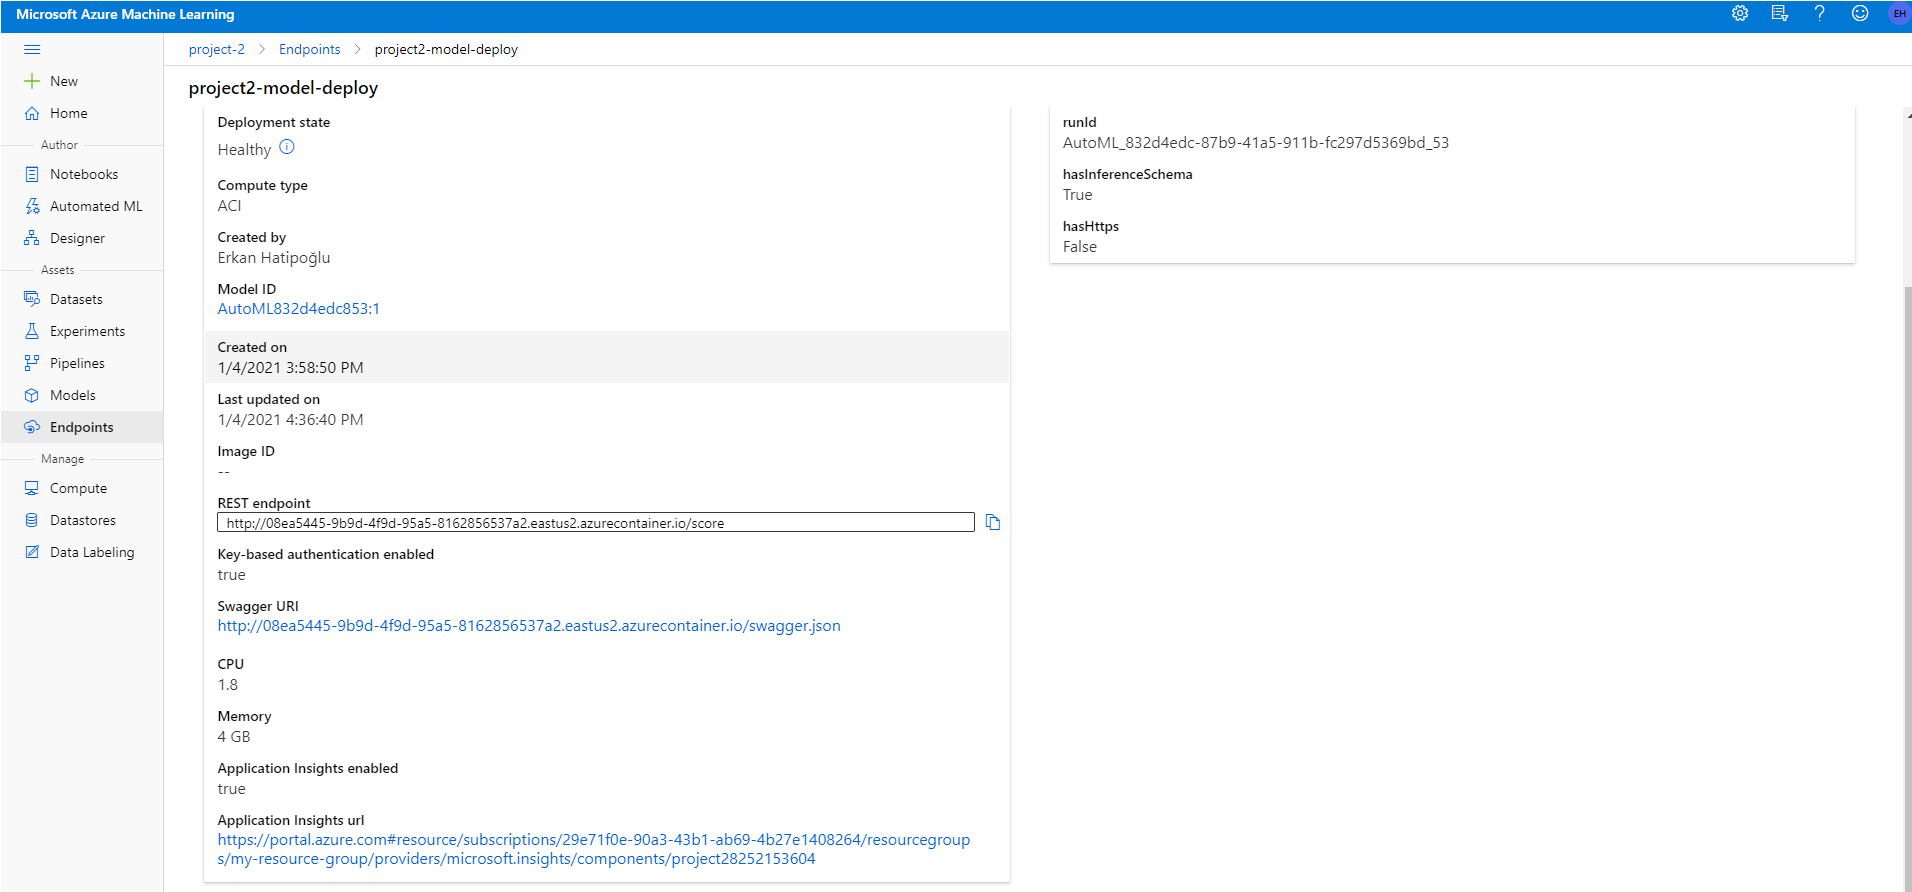 Microsoft Azure Machine Learning
EH
New
Home
Author
Notebooks
Automated ML
Designer
Assets
Datasets
Experiments
Pipelines
Models
Endpoints
Manage
Compute
Datastores
Data Labeling
project-2 > Endpoints > project2-model-deploy
project2-model-deploy
Deployment state
Healthy
Compute type
ACI
Created by
Erkan Hatipoğlu
Model ID
AutoML832d4edc853:1
Created on
1/4/2021 3:58:50 PM
Last updated on
1/4/2021 4:36:40 PM
Image ID
--
REST endpoint
http://08ea5445-9b9d-4f9d-95a5-8162856537a2.eastus2.azurecontainer.io/score
Key-based authentication enabled
true
Swagger URI
http://08ea5445-9b9d-4f9d-95a5-8162856537a2.eastus2.azurecontainer.io/swagger.json
CPU
1.8
Memory
4 GB
Application Insights enabled
true
Application Insights url
https://portal.azure.com#resource/subscriptions/29e71f0e-90a3-43b1-ab69-4b27e1408264/resourcegroup
s/my-resource-group/providers/microsoft.insights/components/project28252153604
runId
AutoML_832d4edc-87b9-41a5-911b-fc297d5369bd_53
hasInferenceSchema
True
hasHttps
False